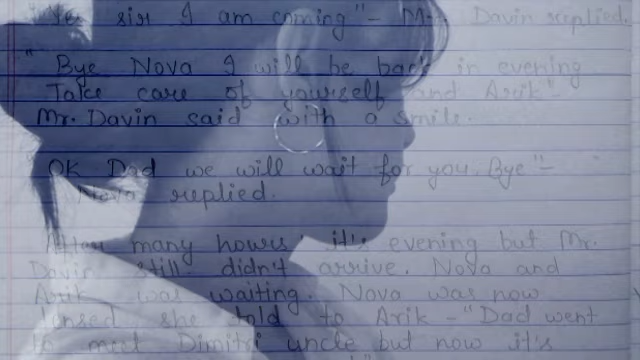 "Yes sir I am coming" - Mr. Davin replied.
"Bye Nova I will be back in evening
Take care of yourself and Arik"-
Mr. Davin said with a smile.
"OK Dad we will wait for you. Bye"-
Nova replied.
After many hours, it's evening but Mr.
Davin still didn't arrive. Nova and
Arik was waiting. Nova was now
tensed she told to Arik - "Dad went
to meet Dimitri uncle but now it's